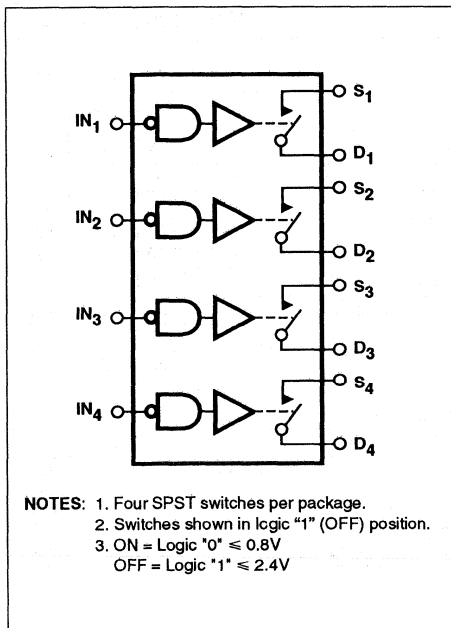 S1
IN1
D1
S2
IN2
D2
S3
IN3
D3
S4
IN4
D4
NOTES: 1. Four SPST switches per package.
2. Switches shown in logic “1” (OFF) position.
3. ON = Logic "0" ≤ 0.8V
OFF = Logic "1" ≤ 2.4V